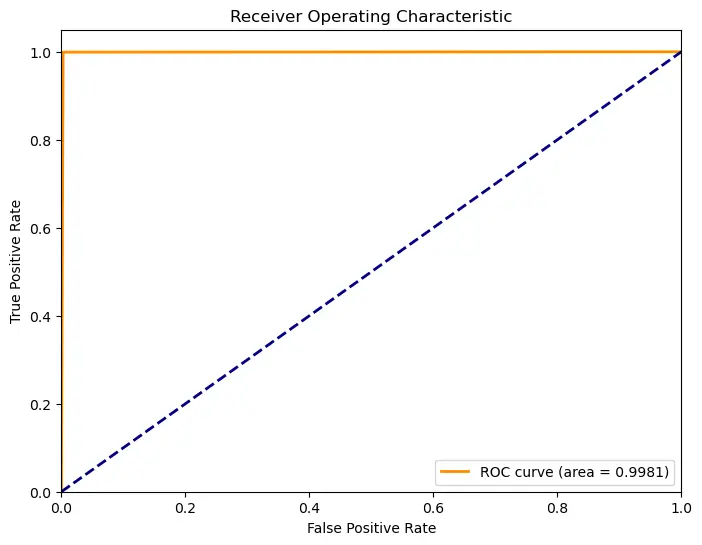 Receiver Operating Characteristic
True Positive Rate
1.0
0.8
0.6
0.4
0.2
0.0
ROC curve (area = 0.9981)
0.0 0.2 0.4 0.6 0.8 1.0
False Positive Rate